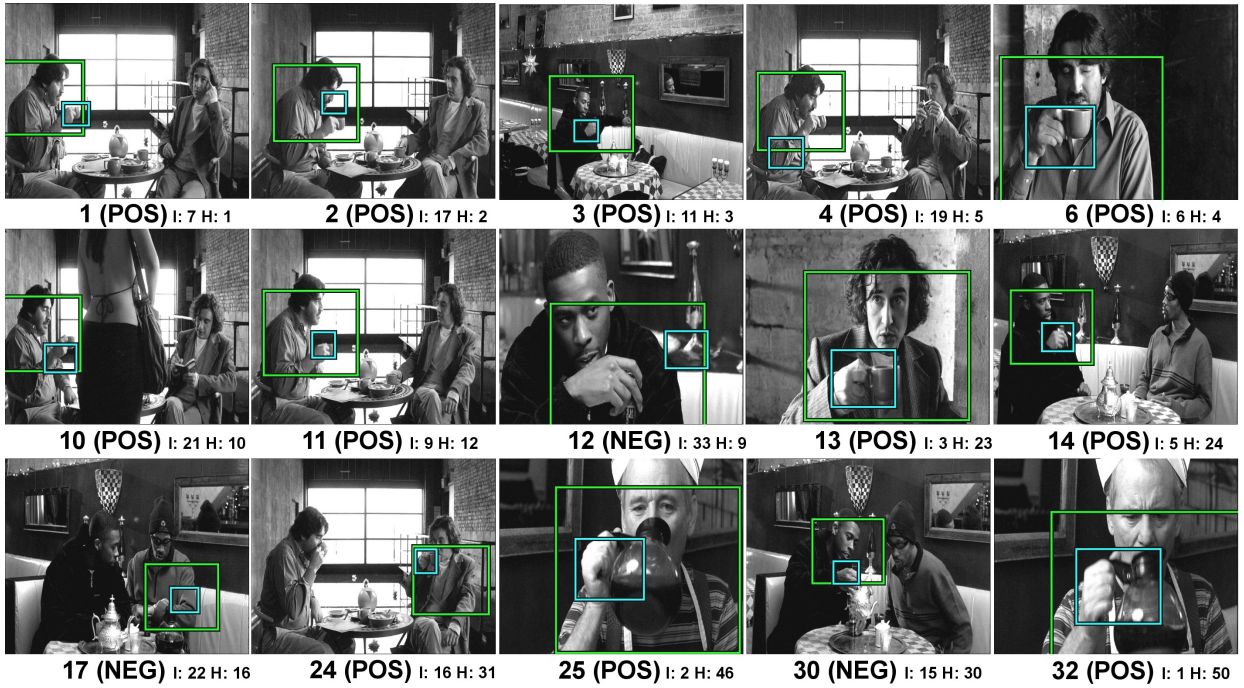 1 (POS) I: 7 H: 1
2 (POS) I: 17 H: 2
3 (POS) I: 11 H: 3
4 (POS) I: 19 H: 5
6 (POS) I: 6 H: 4
10 (POS) I: 21 H: 10
11 (POS) I: 9 H: 12
12 (NEG) I: 33 H: 9
13 (POS) I: 3 H: 23
14 (POS) I: 5 H: 24
17 (NEG) I: 22 H: 16
24 (POS) I: 16 H: 31
25 (POS) I: 2 H: 46
30 (NEG) I: 15 H: 30
32 (POS) I: 1 H: 50